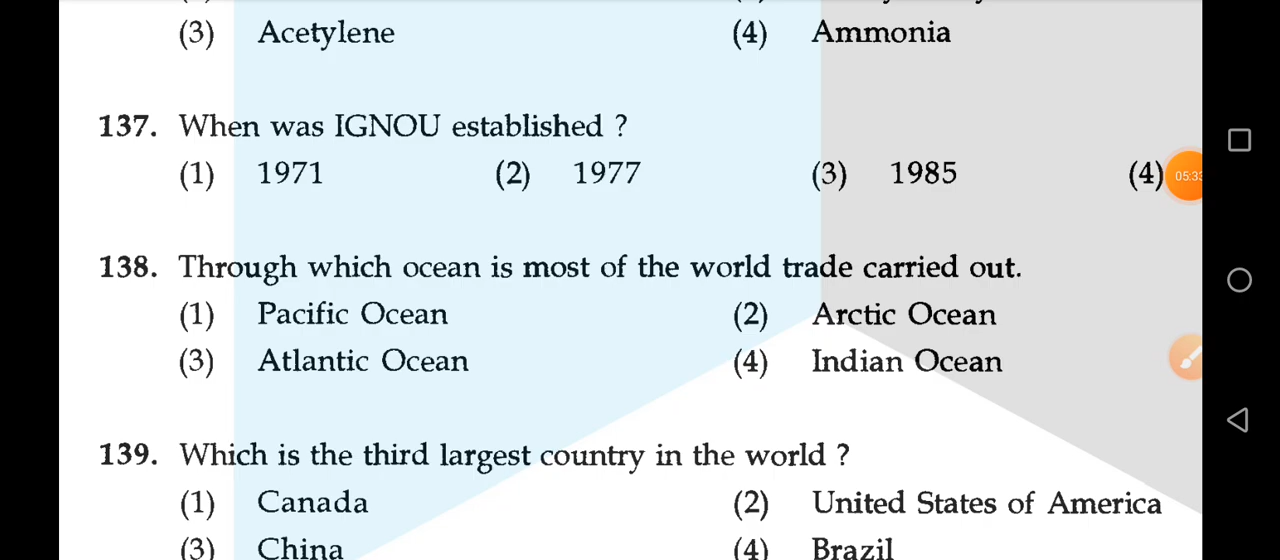 (3) Acetylene (4) Ammonia
137. When was IGNOU established ?
(1) 1971 (2) 1977 (3) 1985 (4)
05:33
138. Through which ocean is most of the world trade carried out.
(1) Pacific Ocean (2) Arctic Ocean
(3) Atlantic Ocean (4) Indian Ocean
139. Which is the third largest country in the world ?
(1) Canada (2) United States of America
(3) China (4) Brazil